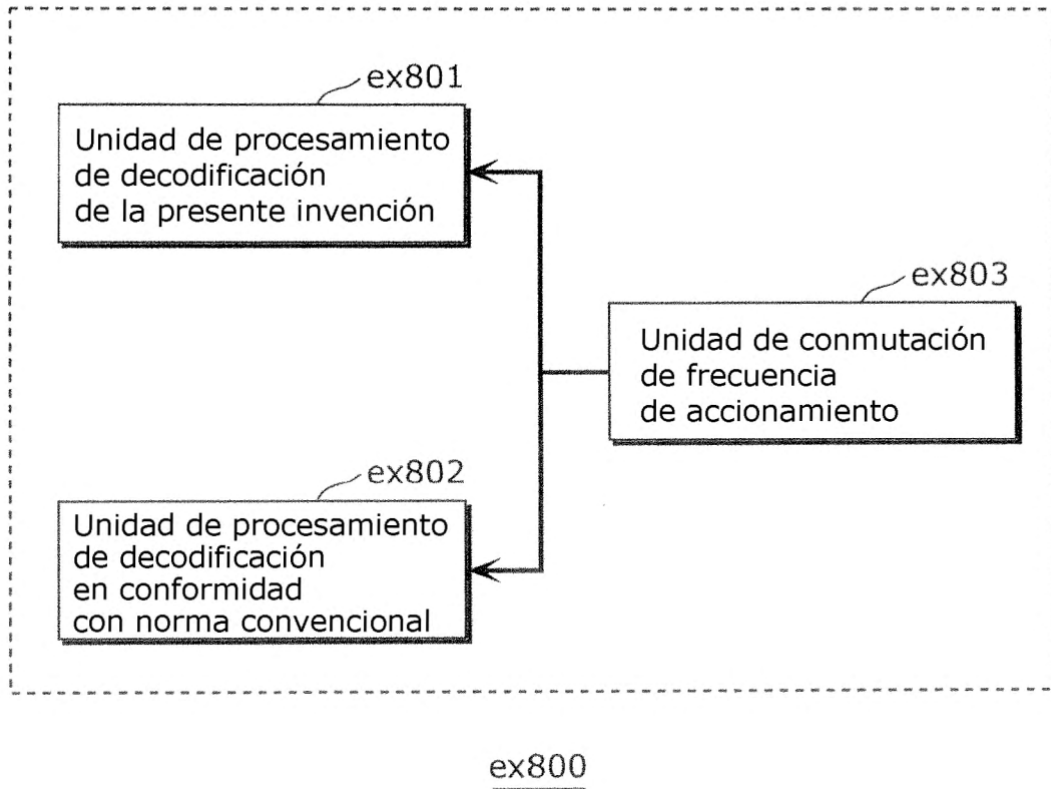 ex801
Unidad de procesamiento
de decodificación
de la presente invención
ex803
Unidad de conmutación
de frecuencia
de accionamiento
ex802
Unidad de procesamiento
de decodificación
en conformidad
con norma convencional
ex800